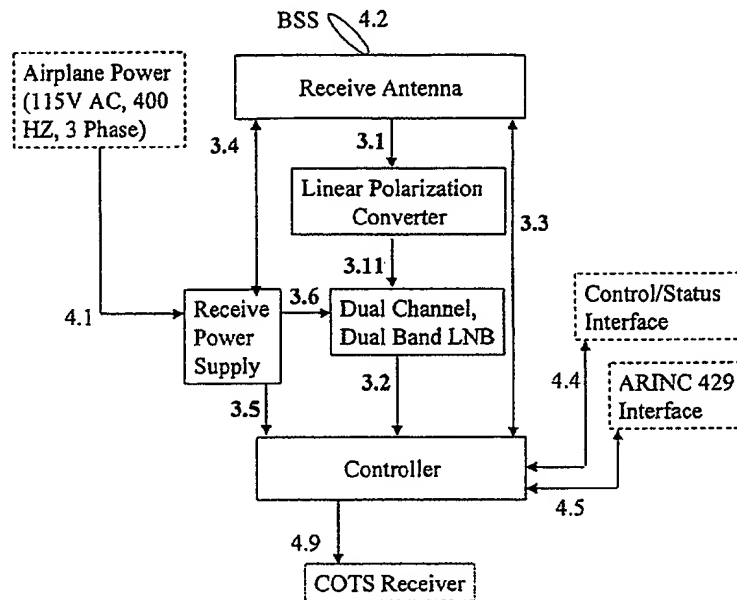 BSS
4.2
Airplane Power
(115V AC, 400
HZ, 3 Phase)
Receive Antenna
3.4
3.1
Linear Polarization
Converter
3.3
3.11
4.1
Receive
Power
Supply
3.6
Dual Channel,
Dual Band LNB
Control/Status
Interface
3.5
3.2
4.4
ARINC 429
Interface
Controller
4.5
4.9
COTS Receiver